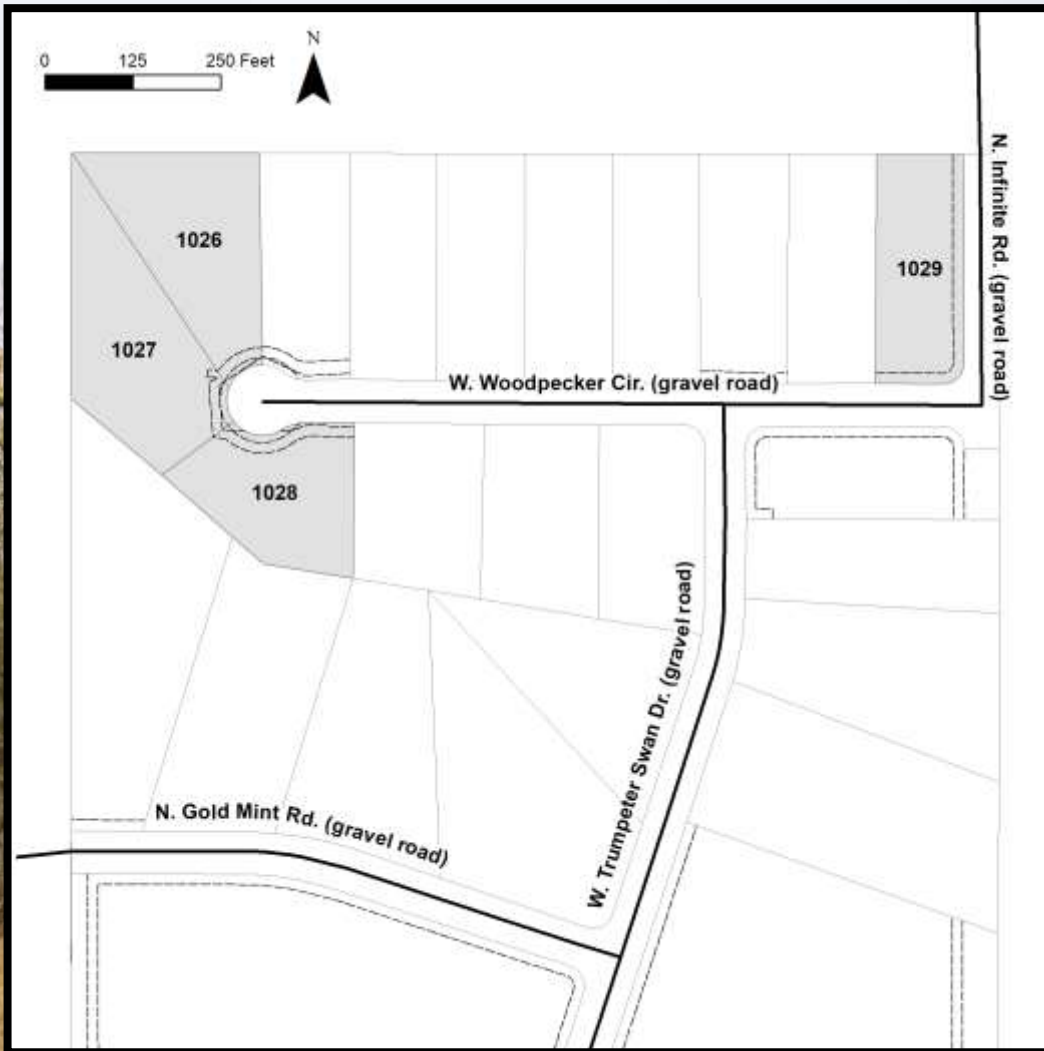 N
0 125 250 Feet
N. Infinite Rd. (gravel road)
1026
1029
1027
W. Woodpecker Cir. (gravel road)
1028
W. Trumpeter Swan Dr. (gravel road)
N. Gold Mint Rd. (gravel road)